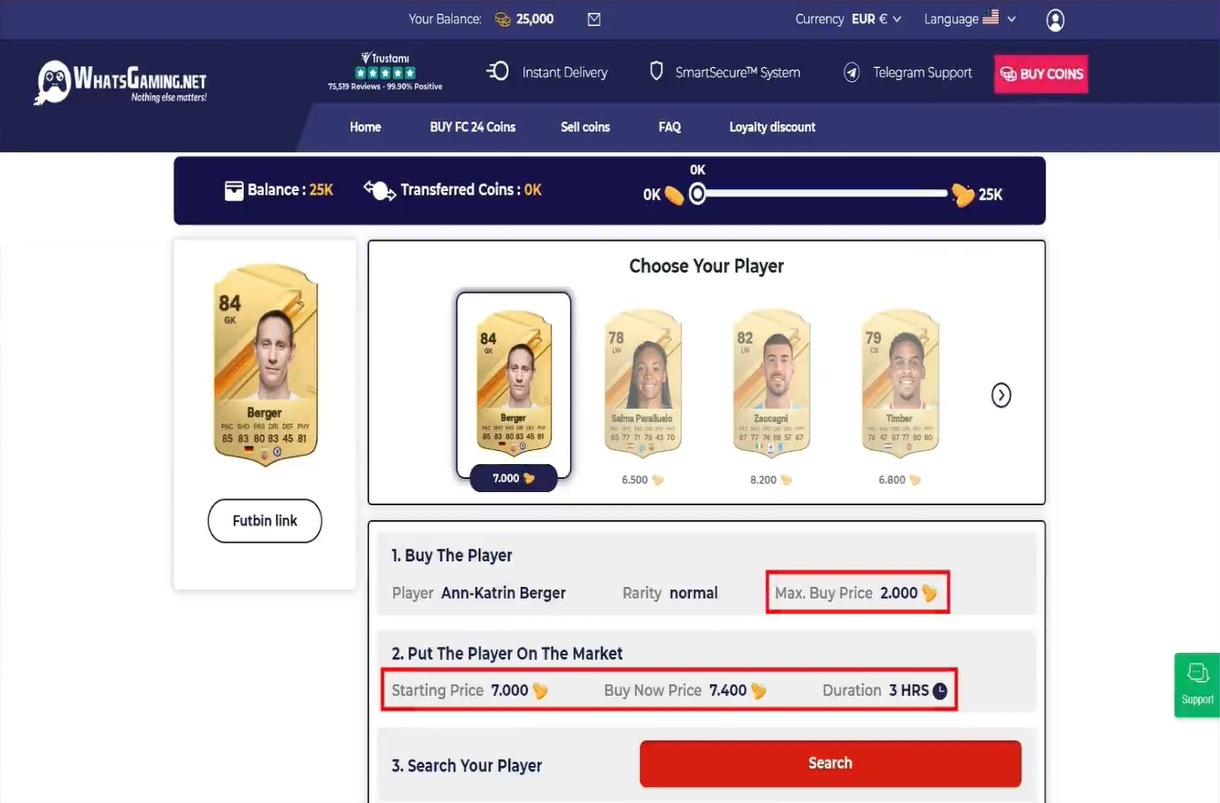 Your Balance: 25,000 Currency EUR € Language
WhatsGaming.net
Nothing else matters!
Trustami
75,519 Reviews - 99.90% Positive
Instant Delivery SmartSecure™ System Telegram Support BUY COINS
Home BUY FC 24 Coins Sell coins FAQ Loyalty discount
Balance : 25K Transferred Coins : 0K 0K 0K 25K
84
GK
Berger
PAC SHO PAS DRI DEF PHY
85 83 80 83 45 81
Futbin link
Choose Your Player
84
GK
Berger
PAC SHO PAS DRI DEF PHY
85 83 80 83 45 81
7.000
78
LW
Salma Paralluelo
93 77 71 79 43 70
6.500
82
LW
Zaccagni
87 77 74 86 57 67
8.200
79
CB
Timber
78 47 67 77 80 80
6.800
1. Buy The Player
Player Ann-Katrin Berger Rarity normal Max. Buy Price 2.000
2. Put The Player On The Market
Starting Price 7.000 Buy Now Price 7.400 Duration 3 HRS
3. Search Your Player Search
Support